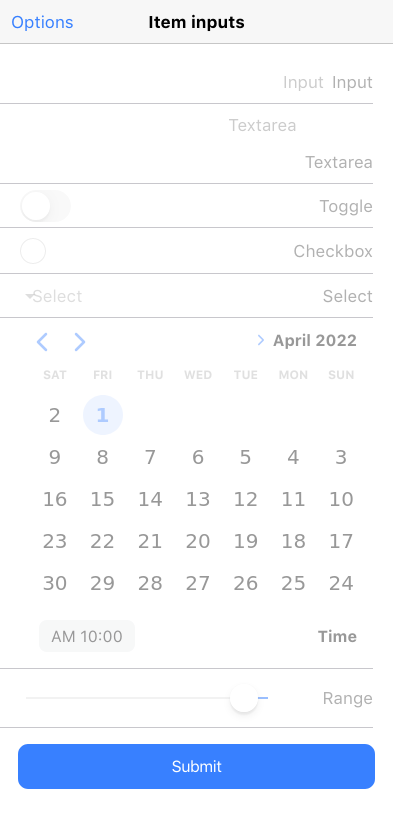 Options Item inputs
Input Input
Textarea
Textarea
Toggle
Checkbox
Select Select
April 2022
SAT FRI THU WED TUE MON SUN
2 1
9 8 7 6 5 4 3
16 15 14 13 12 11 10
23 22 21 20 19 18 17
30 29 28 27 26 25 24
AM 10:00 Time
Range
Submit